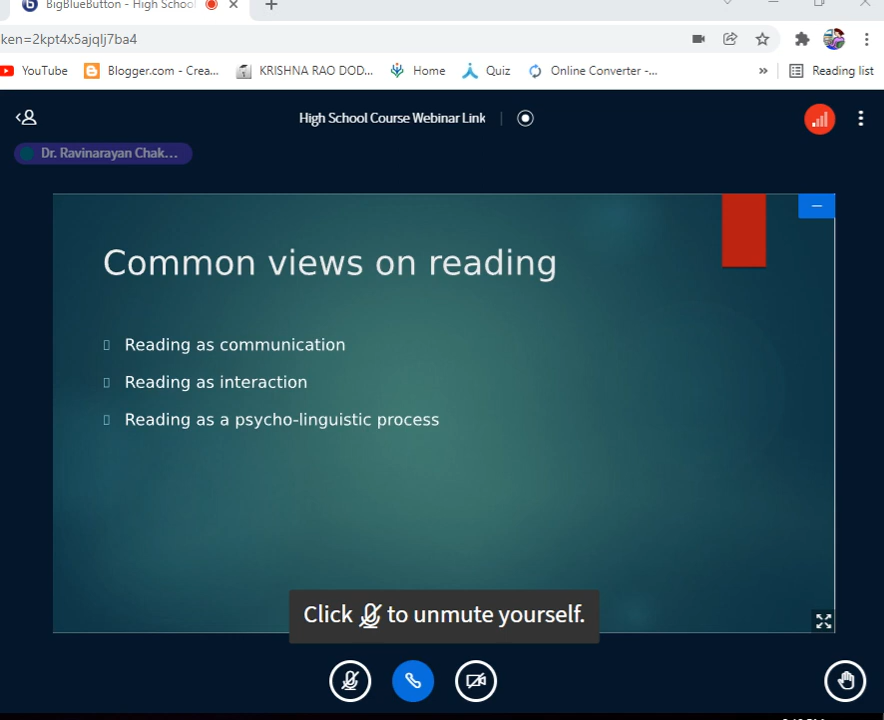 BigBlueButton - High School
ken=2kpt4x5ajqlj7ba4
YouTube Blogger.com - Crea... KRISHNA RAO DOD... Home Quiz Online Converter -... » Reading list
High School Course Webinar Link
Dr. Ravinarayan Chak...
Common views on reading
Reading as communication
Reading as interaction
Reading as a psycho-linguistic process
Click to unmute yourself.